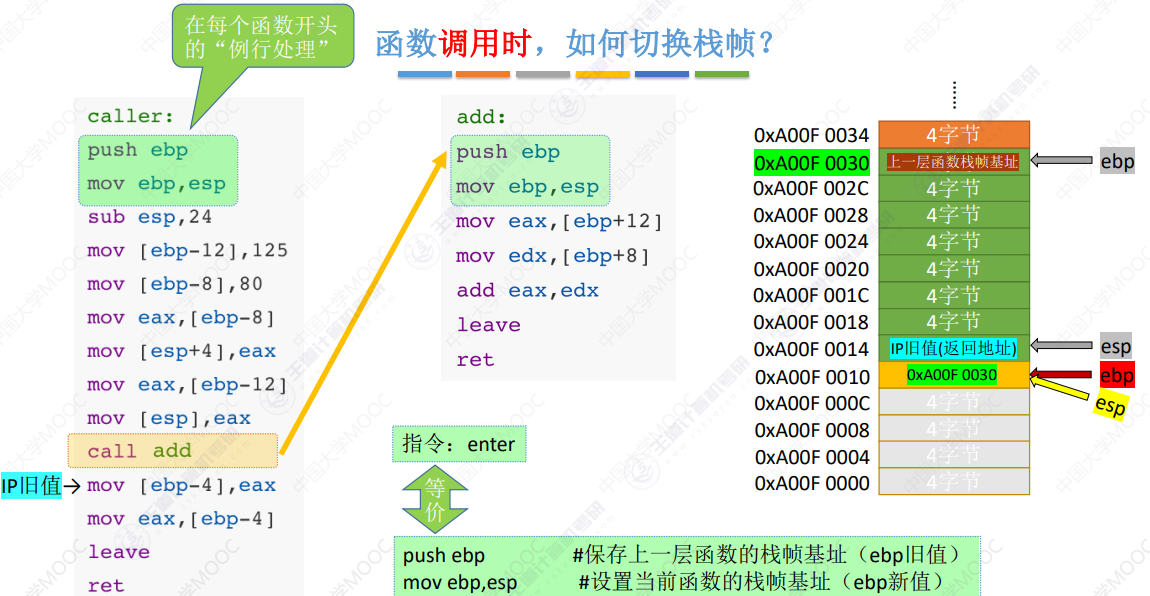 在每个函数开头
的“例行处理”
函数调用时，如何切换栈帧？
caller:
push ebp
mov ebp,esp
sub esp,24
mov [ebp-12],125
mov [ebp-8],80
mov eax,[ebp-8]
mov [esp+4],eax
mov eax,[ebp-12]
mov [esp],eax
call add
IP旧值→ mov [ebp-4],eax
mov eax,[ebp-4]
leave
ret
add:
push ebp
mov ebp,esp
mov eax,[ebp+12]
mov edx,[ebp+8]
add eax,edx
leave
ret
指令：enter
等
价
push ebp #保存上一层函数的栈帧基址（ebp旧值）
mov ebp,esp #设置当前函数的栈帧基址（ebp新值）
0xA00F 0034 4字节
0xA00F 0030 上一层函数栈帧基址 ebp
0xA00F 002C 4字节
0xA00F 0028 4字节
0xA00F 0024 4字节
0xA00F 0020 4字节
0xA00F 001C 4字节
0xA00F 0018 4字节
0xA00F 0014 IP旧值(返回地址) esp
0xA00F 0010 0xA00F 0030 ebp
esp
0xA00F 000C 4字节
0xA00F 0008 4字节
0xA00F 0004 4字节
0xA00F 0000 4字节